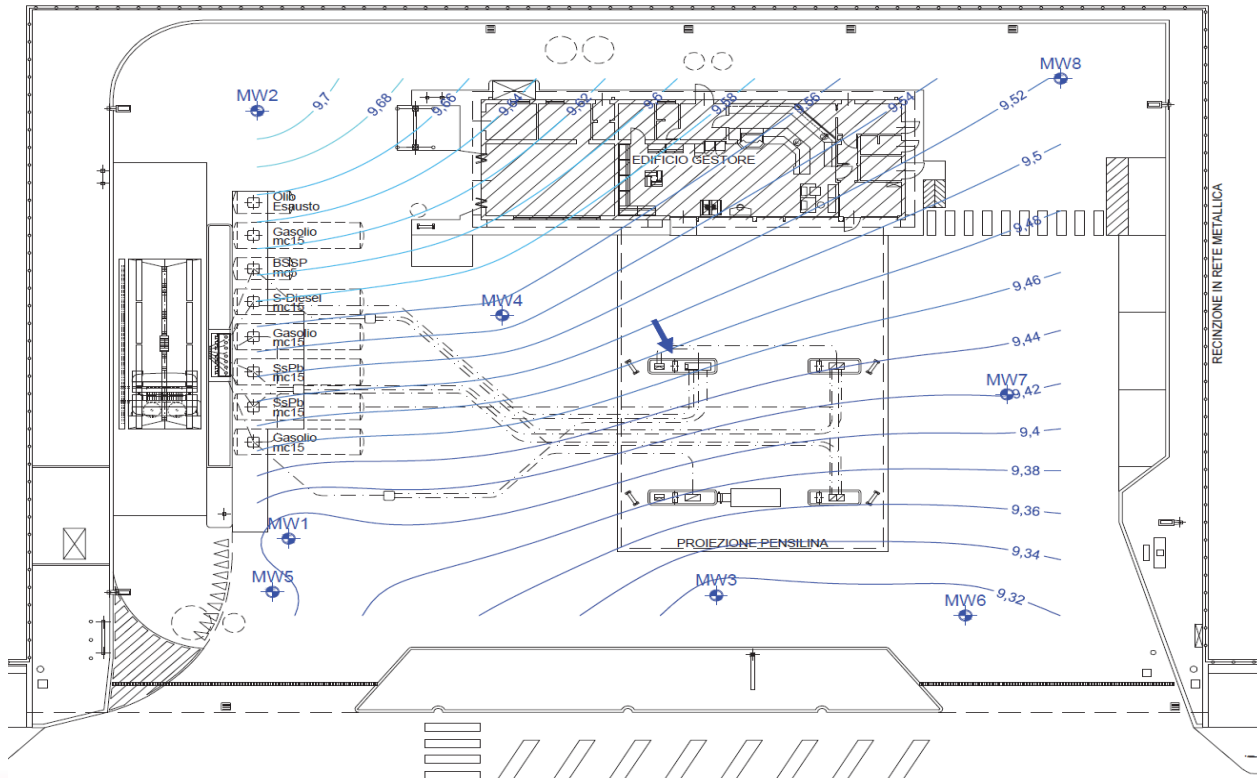 MW8
MW2
9,7
9,68
9,66
9,64
9,62
9,6
9,58
9,56
9,54
9,52
EDIFICIO GESTORE
9,5
RECINZIONE IN RETE METALLICA
Olib
Esausto
Gasolio
mc15
9,48
BSSP
mc5
9,46
S-Diesel
mc15
MW4
Gasolio
mc15
9,44
SsPb
mc15
MW7
9,42
SsPb
mc15
9,4
Gasolio
mc15
9,38
9,36
MW1
PROIEZIONE PENSILINA
9,34
MW5
MW3
9,32
MW6